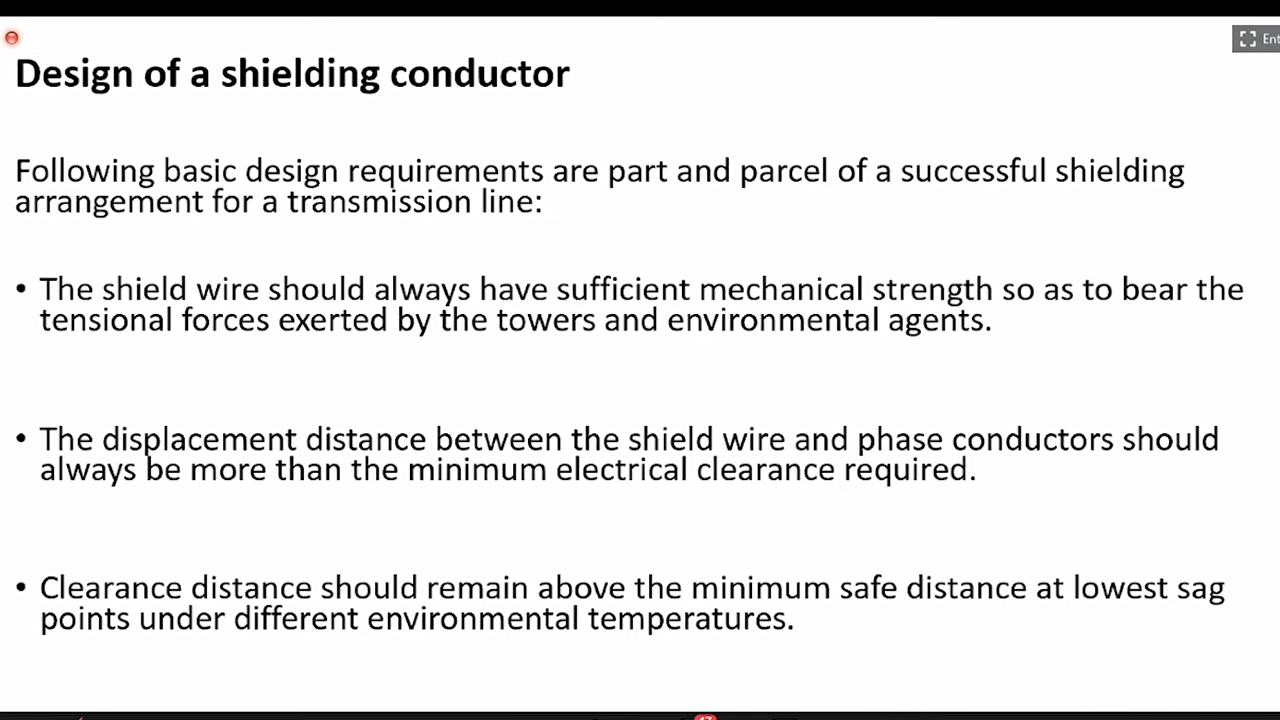 Ent
Design of a shielding conductor
Following basic design requirements are part and parcel of a successful shielding
arrangement for a transmission line:
• The shield wire should always have sufficient mechanical strength so as to bear the
tensional forces exerted by the towers and environmental agents.
• The displacement distance between the shield wire and phase conductors should
always be more than the minimum electrical clearance required.
• Clearance distance should remain above the minimum safe distance at lowest sag
points under different environmental temperatures.